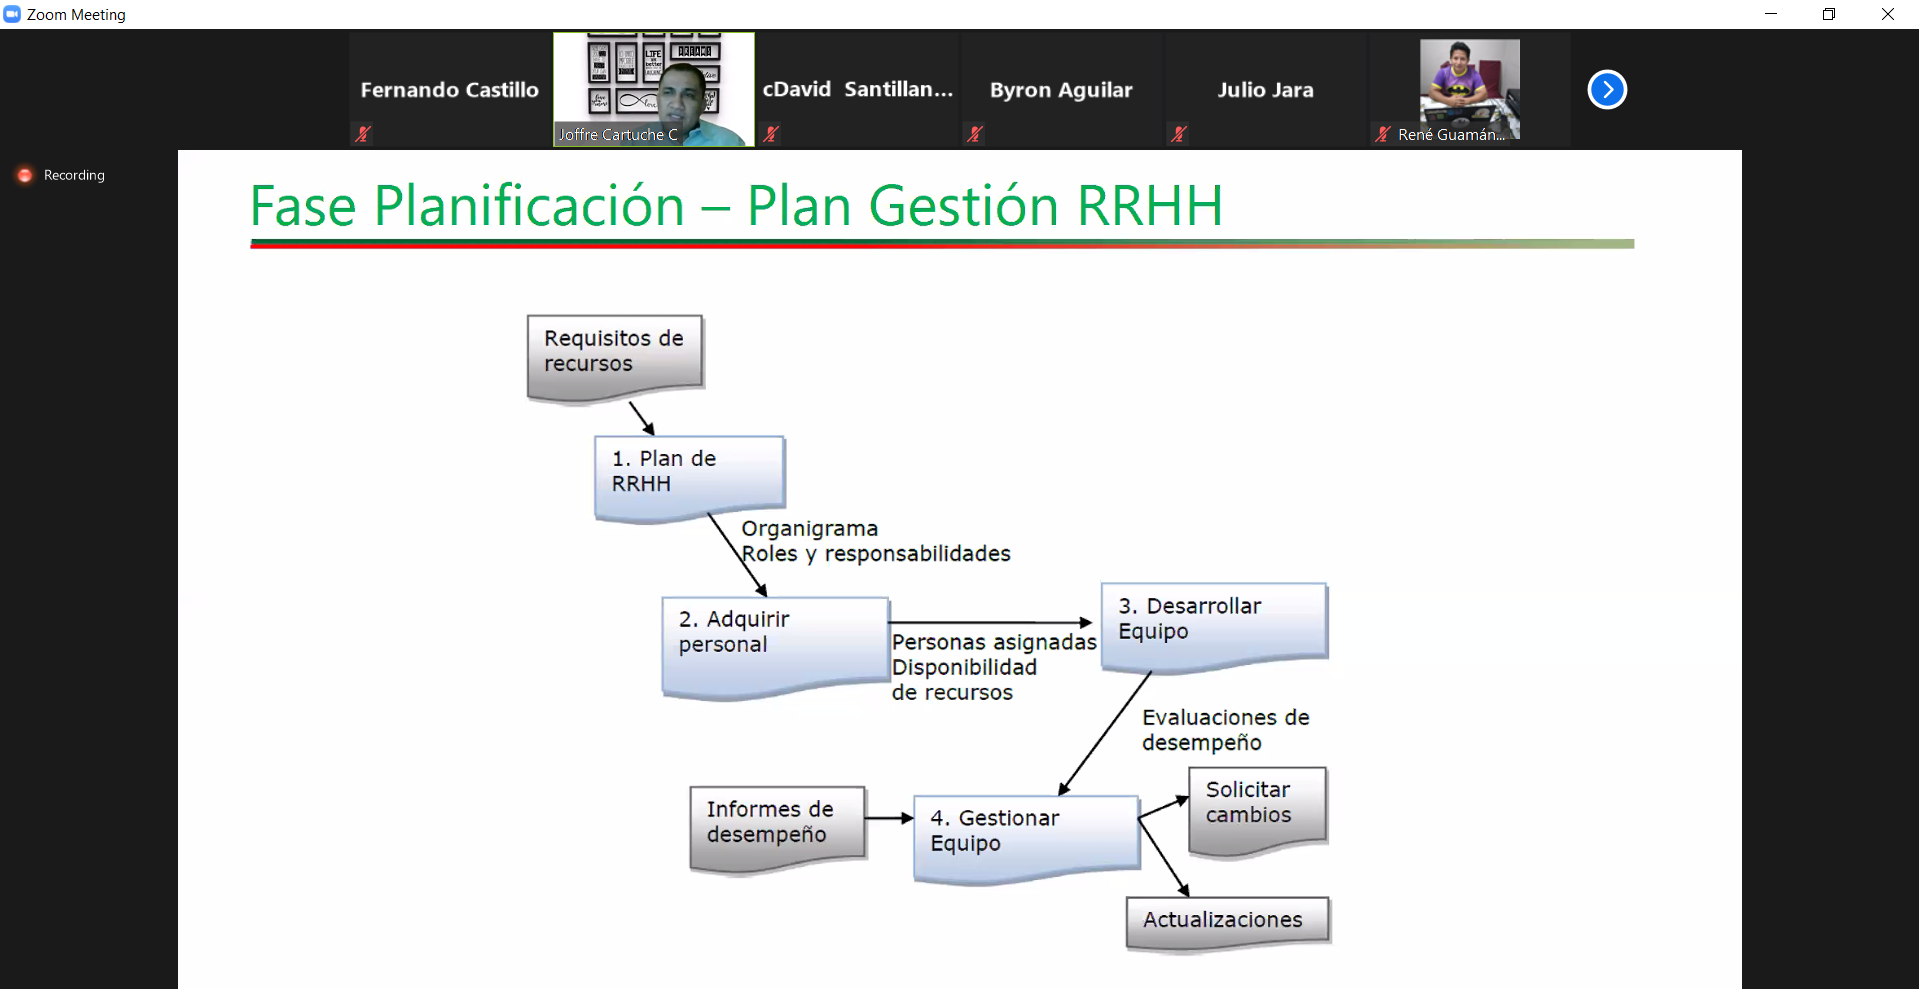 Zoom Meeting
Fernando Castillo
Joffre Cartuche C
cDavid Santillan...
Byron Aguilar
Julio Jara
René Guamán...
Recording
Fase Planificación – Plan Gestión RRHH
Requisitos de
recursos
1. Plan de
RRHH
Organigrama
Roles y responsabilidades
2. Adquirir
personal
Personas asignadas
Disponibilidad
de recursos
3. Desarrollar
Equipo
Evaluaciones de
desempeño
Informes de
desempeño
4. Gestionar
Equipo
Solicitar
cambios
Actualizaciones